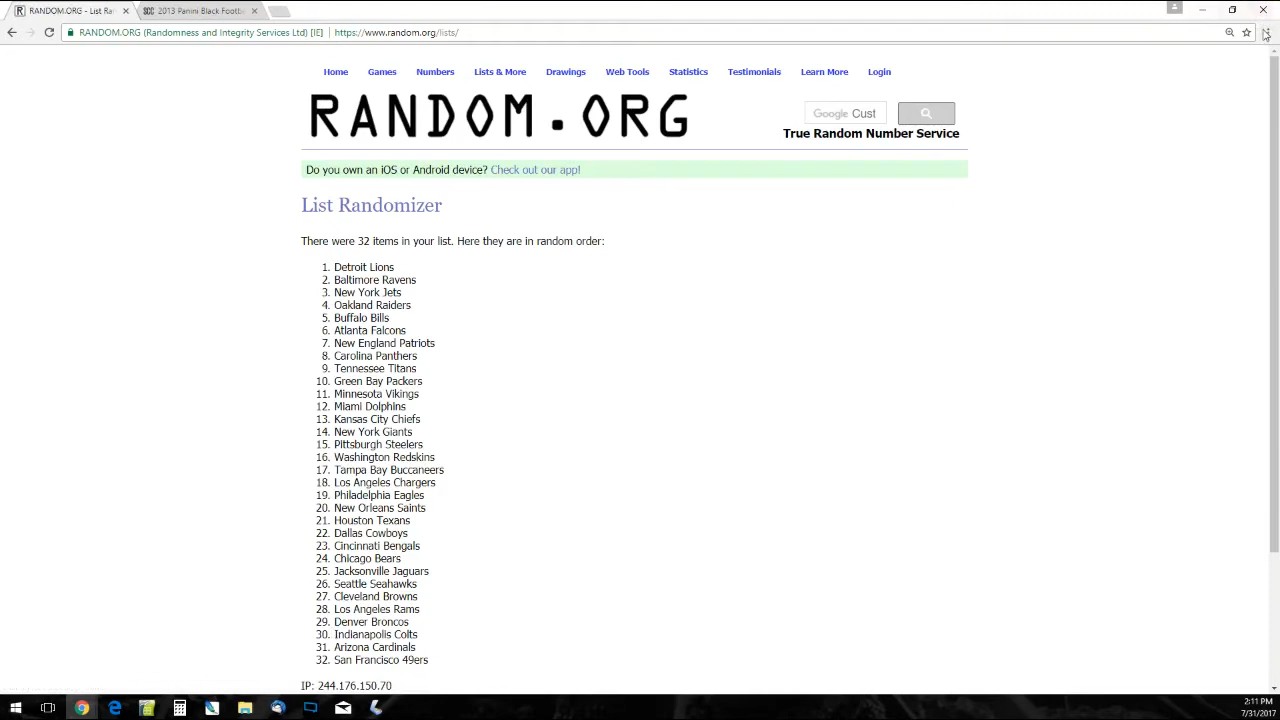 RANDOM.ORG - List Ran
2013 Panini Black Footb
RANDOM.ORG (Randomness and Integrity Services Ltd) [IE] https://www.random.org/lists/
Home Games Numbers Lists & More Drawings Web Tools Statistics Testimonials Learn More Login
RANDOM.ORG
Google Cust
True Random Number Service
Do you own an iOS or Android device? Check out our app!
List Randomizer
There were 32 items in your list. Here they are in random order:
1. Detroit Lions
2. Baltimore Ravens
3. New York Jets
4. Oakland Raiders
5. Buffalo Bills
6. Atlanta Falcons
7. New England Patriots
8. Carolina Panthers
9. Tennessee Titans
10. Green Bay Packers
11. Minnesota Vikings
12. Miami Dolphins
13. Kansas City Chiefs
14. New York Giants
15. Pittsburgh Steelers
16. Washington Redskins
17. Tampa Bay Buccaneers
18. Los Angeles Chargers
19. Philadelphia Eagles
20. New Orleans Saints
21. Houston Texans
22. Dallas Cowboys
23. Cincinnati Bengals
24. Chicago Bears
25. Jacksonville Jaguars
26. Seattle Seahawks
27. Cleveland Browns
28. Los Angeles Rams
29. Denver Broncos
30. Indianapolis Colts
31. Arizona Cardinals
32. San Francisco 49ers
IP: 244.176.150.70
2:11 PM
7/31/2017